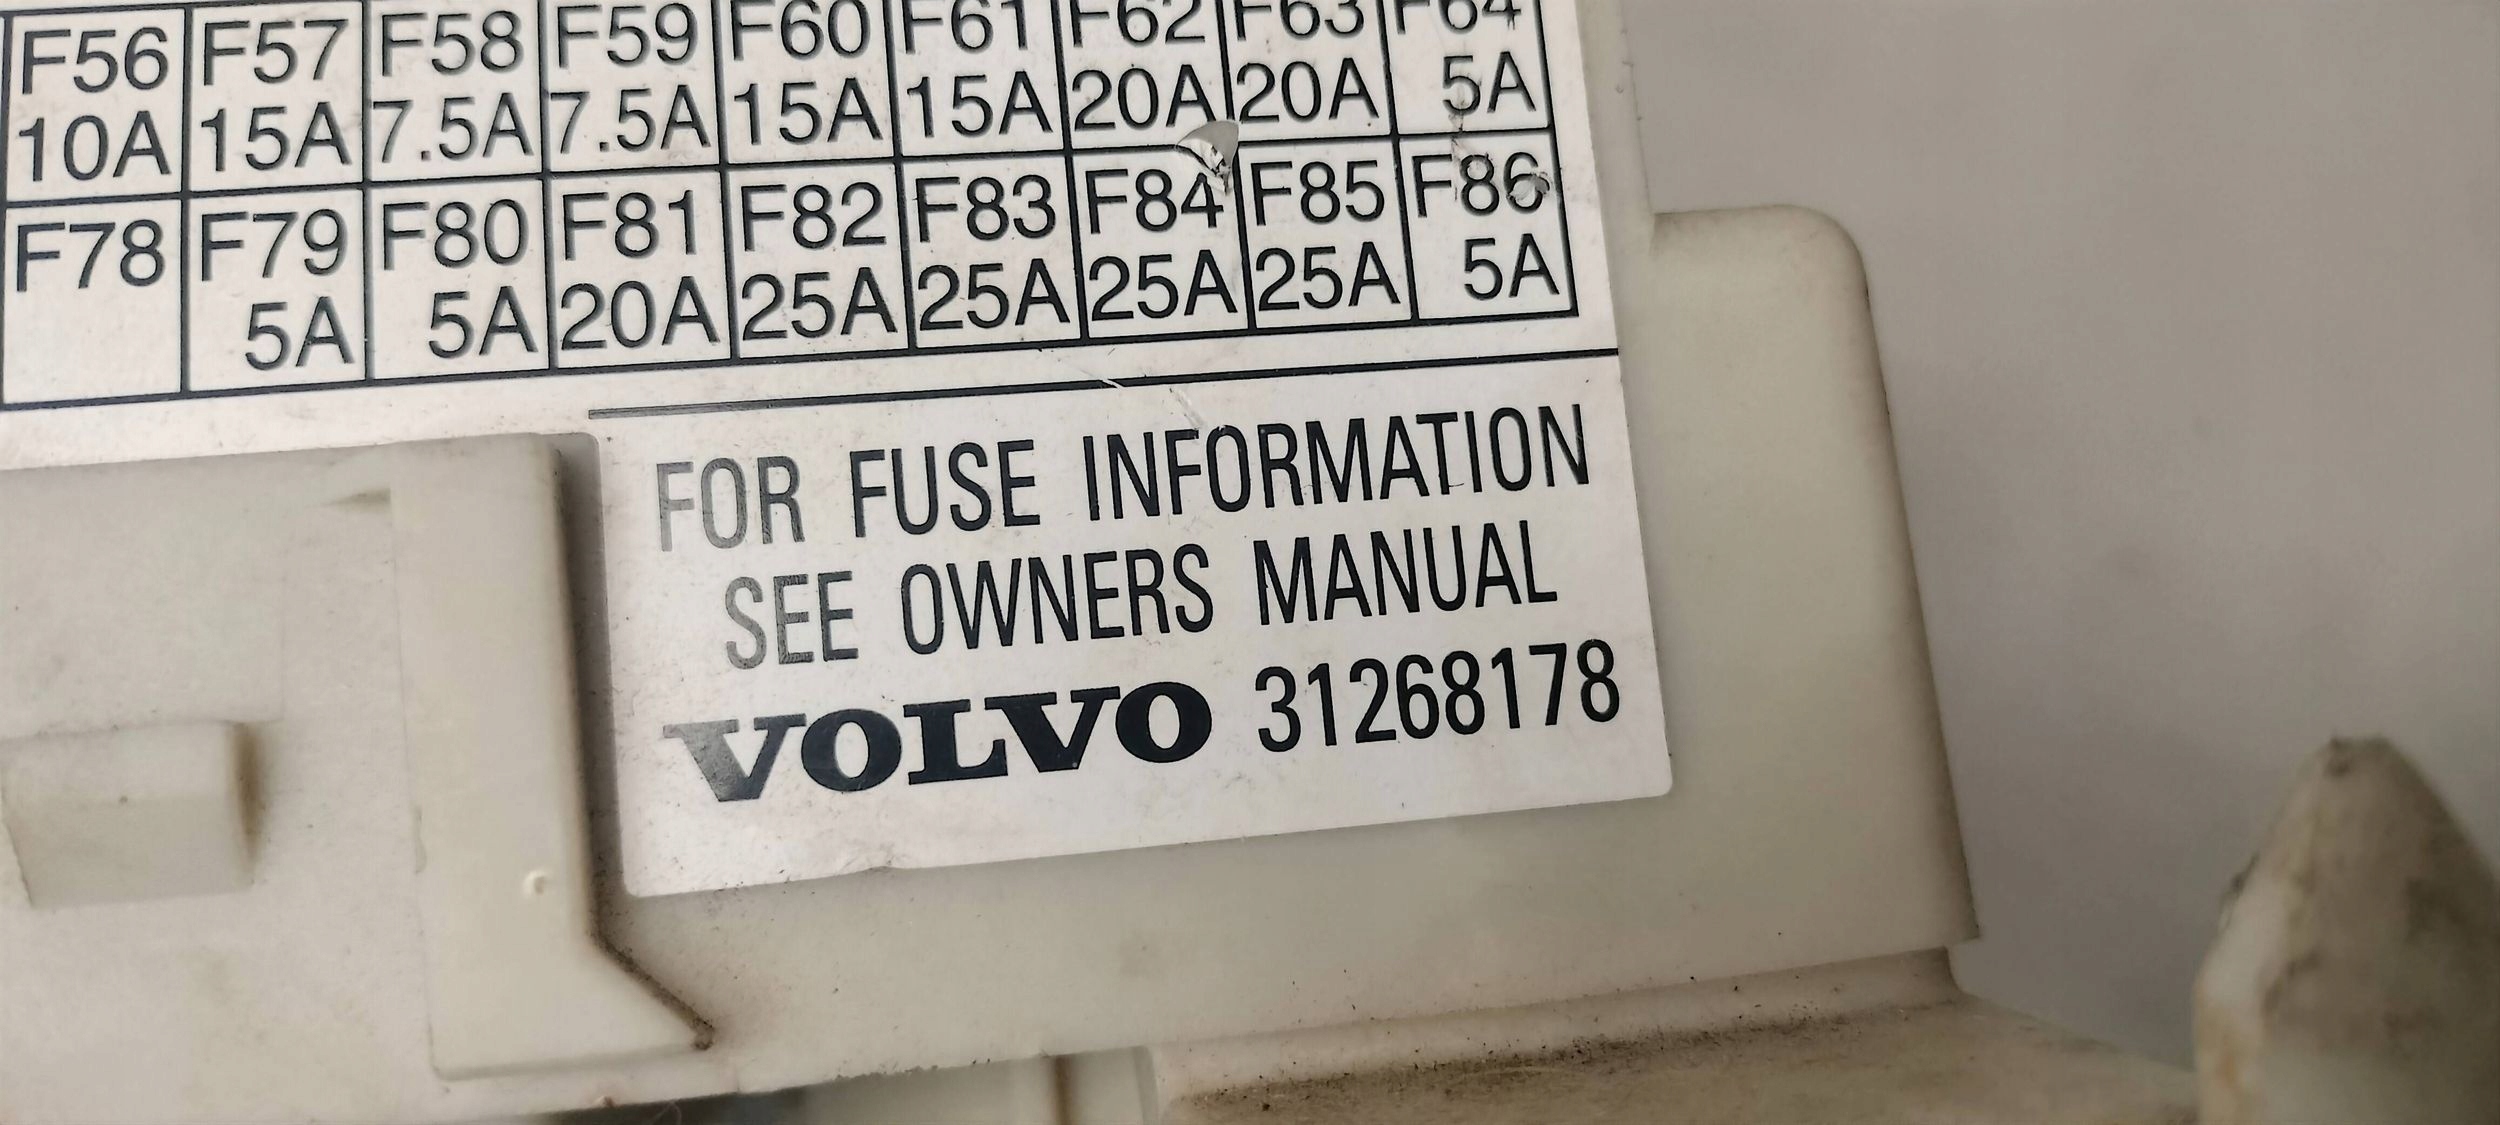 F56 F57 F58 F59 F60 F61 F62 F63 F64
10A 15A 7.5A 7.5A 15A 15A 20A 20A 5A
F78 F79 F80 F81 F82 F83 F84 F85 F86
5A 5A 20A 25A 25A 25A 25A 5A
FOR FUSE INFORMATION
SEE OWNERS MANUAL
VOLVO 31268178